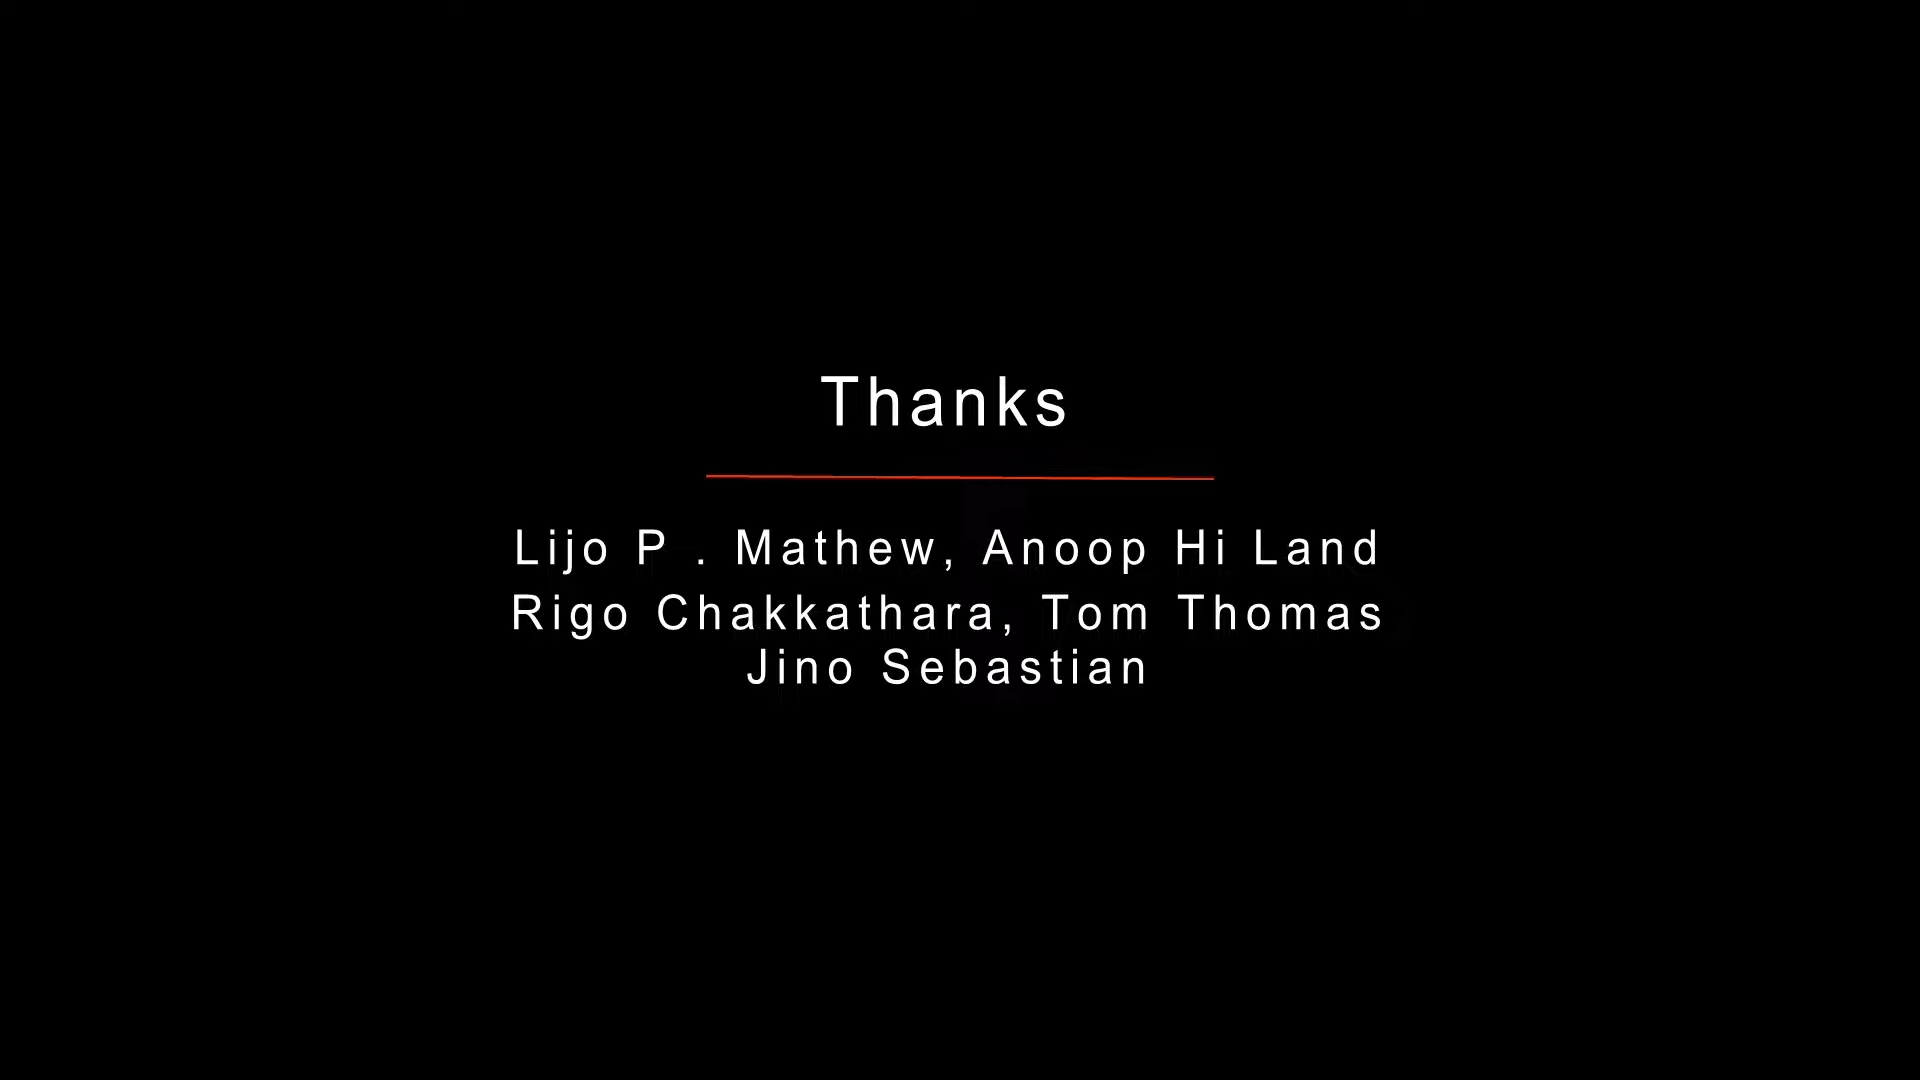 Thanks
Lijo P . Mathew, Anoop Hi Land
Rigo Chakkathara, Tom Thomas
Jino Sebastian